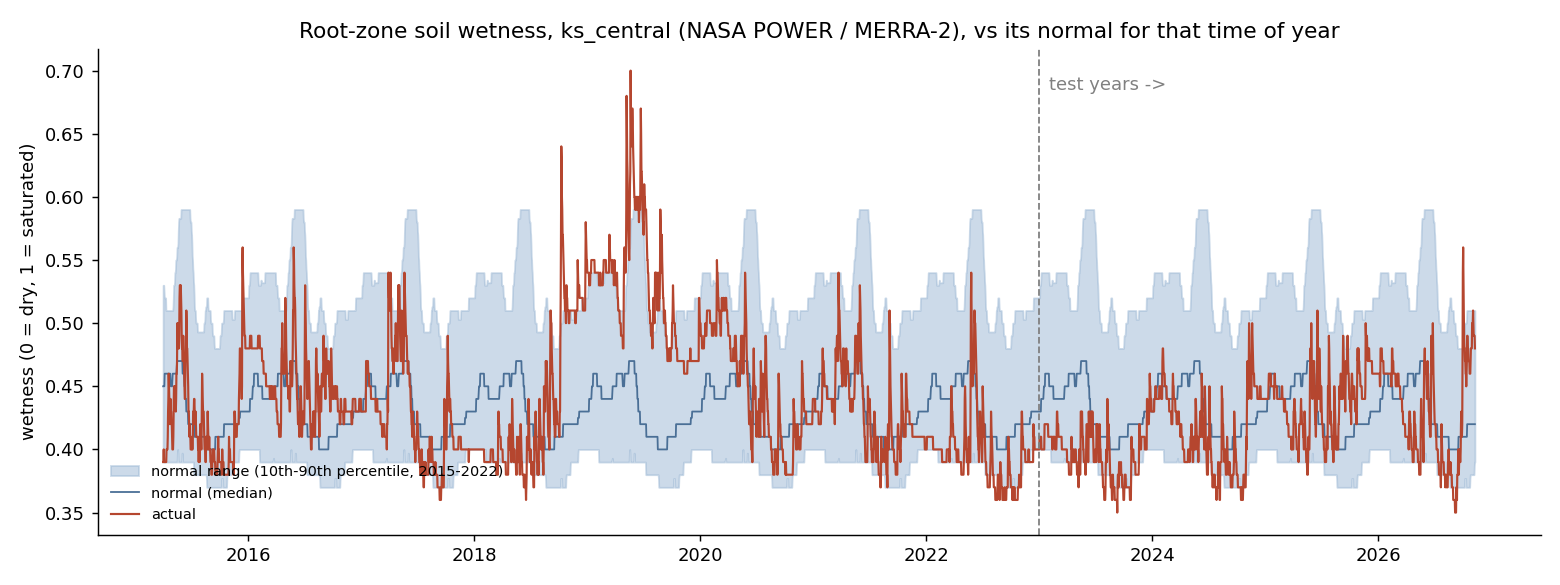 Root-zone soil wetness, ks_central (NASA POWER / MERRA-2), vs its normal for that time of year
test years ->
wetness (0 = dry, 1 = saturated)
0.70
0.65
0.60
0.55
0.50
0.45
0.40
0.35
normal range (10th-90th percentile, 2015-2022)
normal (median)
actual
2016
2018
2020
2022
2024
2026